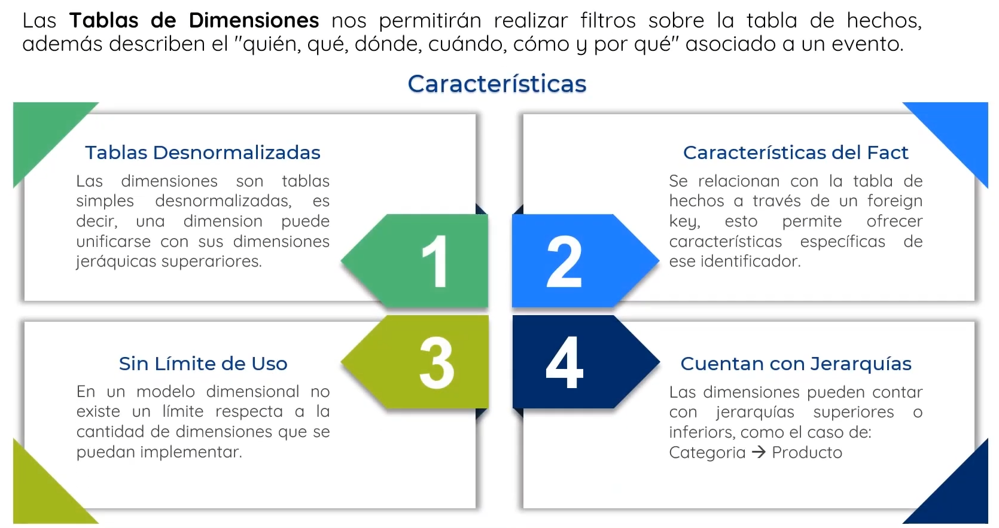 Las Tablas de Dimensiones nos permitirán realizar filtros sobre la tabla de hechos,
además describen el "quién, qué, dónde, cuándo, cómo y por qué" asociado a un evento.
Características
Tablas Desnormalizadas
Las dimensiones son tablas
simples desnormalizadas, es
decir, una dimension puede
unificarse con sus dimensiones
jeráquicas superariores.
1
Características del Fact
Se relacionan con la tabla de
hechos a través de un foreign
key, esto permite ofrecer
características específicas de
ese identificador.
2
Sin Límite de Uso
En un modelo dimensional no
existe un límite respecta a la
cantidad de dimensiones que se
puedan implementar.
3
Cuentan con Jerarquías
Las dimensiones pueden contar
con jerarquías superiores o
inferiors, como el caso de:
Categoria → Producto
4